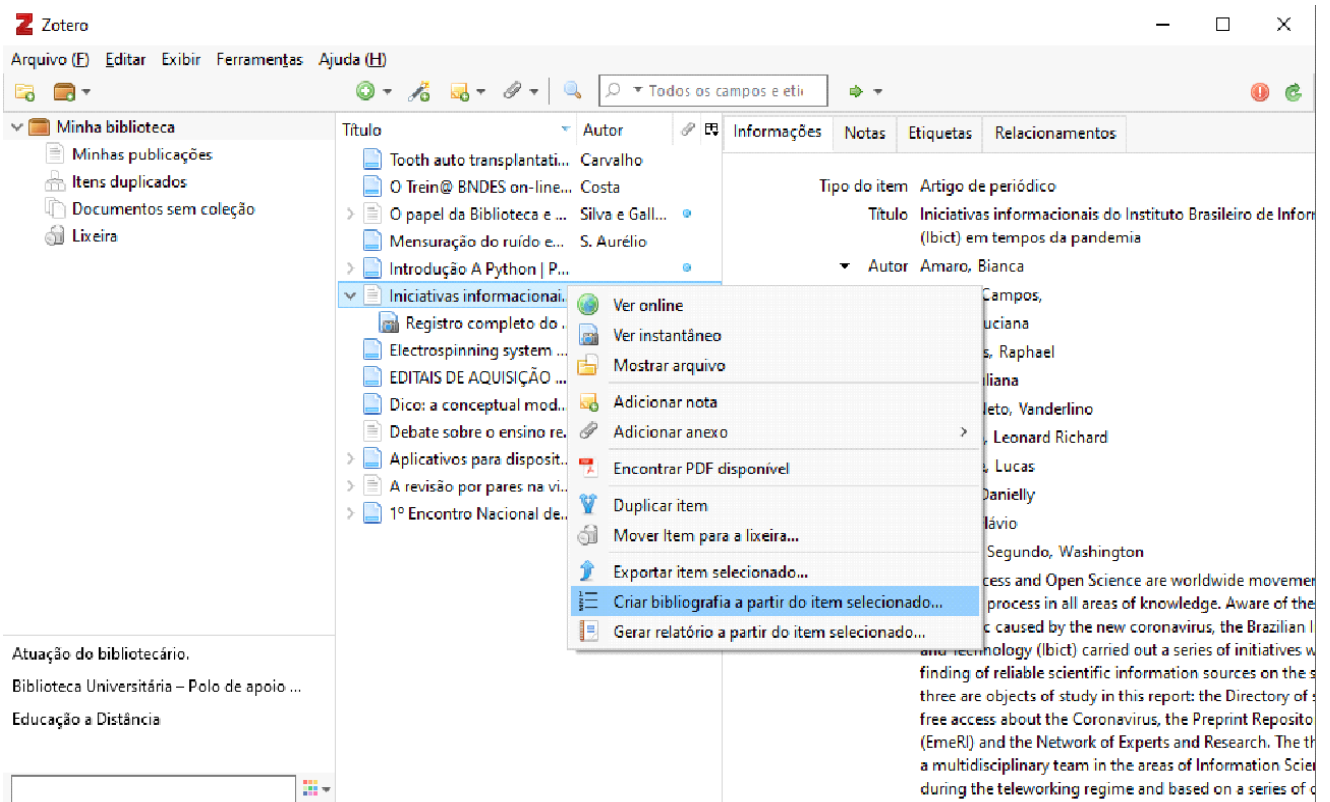 Zotero
Arquivo (F) Editar Exibir Ferramentas Ajuda (H)
Todos os campos e eti
Minha biblioteca
Minhas publicações
Itens duplicados
Documentos sem coleção
Lixeira
Atuação do bibliotecário.
Biblioteca Universitária – Polo de apoio ...
Educação a Distância
Título Autor
Tooth auto transplantati... Carvalho
O Trein@ BNDES on-line... Costa
O papel da Biblioteca e ... Silva e Gall...
Mensuração do ruído e... S. Aurélio
Introdução A Python | P...
Iniciativas informacionai..
Registro completo do .
Electrospinning system ...
EDITAIS DE AQUISIÇÃO ...
Dico: a conceptual mod..
Debate sobre o ensino re.
Aplicativos para disposit..
A revisão por pares na vi..
1º Encontro Nacional de..
Ver online
Ver instantâneo
Mostrar arquivo
Adicionar nota
Adicionar anexo
Encontrar PDF disponível
Duplicar item
Mover Item para a lixeira...
Exportar item selecionado...
Criar bibliografia a partir do item selecionado...
Gerar relatório a partir do item selecionado...
Informações Notas Etiquetas Relacionamentos
Tipo do item Artigo de periódico
Título Iniciativas informacionais do Instituto Brasileiro de Infor
(Ibict) em tempos da pandemia
Autor Amaro, Bianca
Campos,
uciana
s, Raphael
liana
Neto, Vanderlino
, Leonard Richard
, Lucas
Danielly
lávio
Segundo, Washington
cess and Open Science are worldwide movemen
process in all areas of knowledge. Aware of the
c caused by the new coronavirus, the Brazilian I
and Technology (Ibict) carried out a series of initiatives w
finding of reliable scientific information sources on the s
three are objects of study in this report: the Directory of s
free access about the Coronavirus, the Preprint Reposito
(EmeRI) and the Network of Experts and Research. The th
a multidisciplinary team in the areas of Information Scien
during the teleworking regime and based on a series of